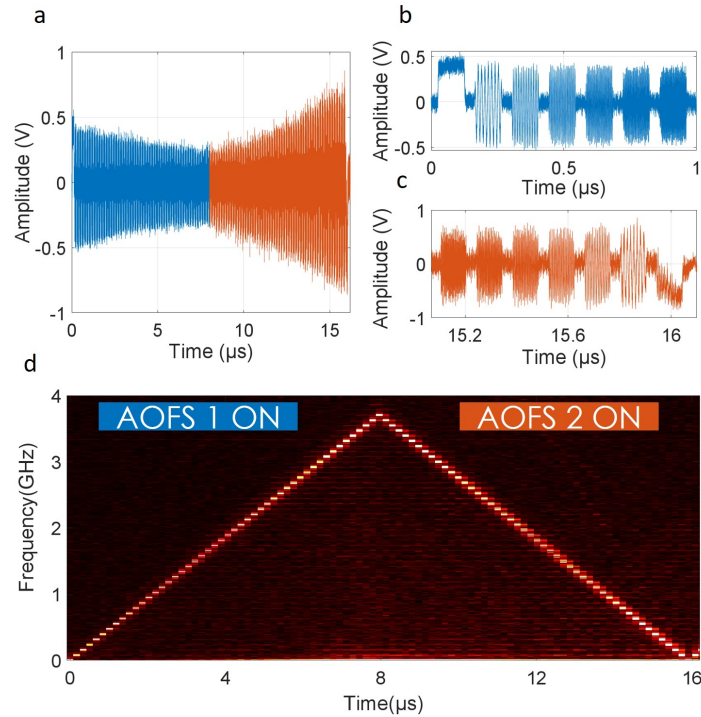 a
1
0.5
0
-0.5
-1
Amplitude (V)
0 5 10 15
Time (µs)
b
0.5
0
-0.5
Amplitude (V)
0 0.5 1
Time (µs)
c
1
0
-1
Amplitude (V)
15.2 15.6 16
Time (µs)
d
4
3
2
1
0
Frequency(GHz)
AOFS 1 ON AOFS 2 ON
0 4 8 12 16
Time(µs)